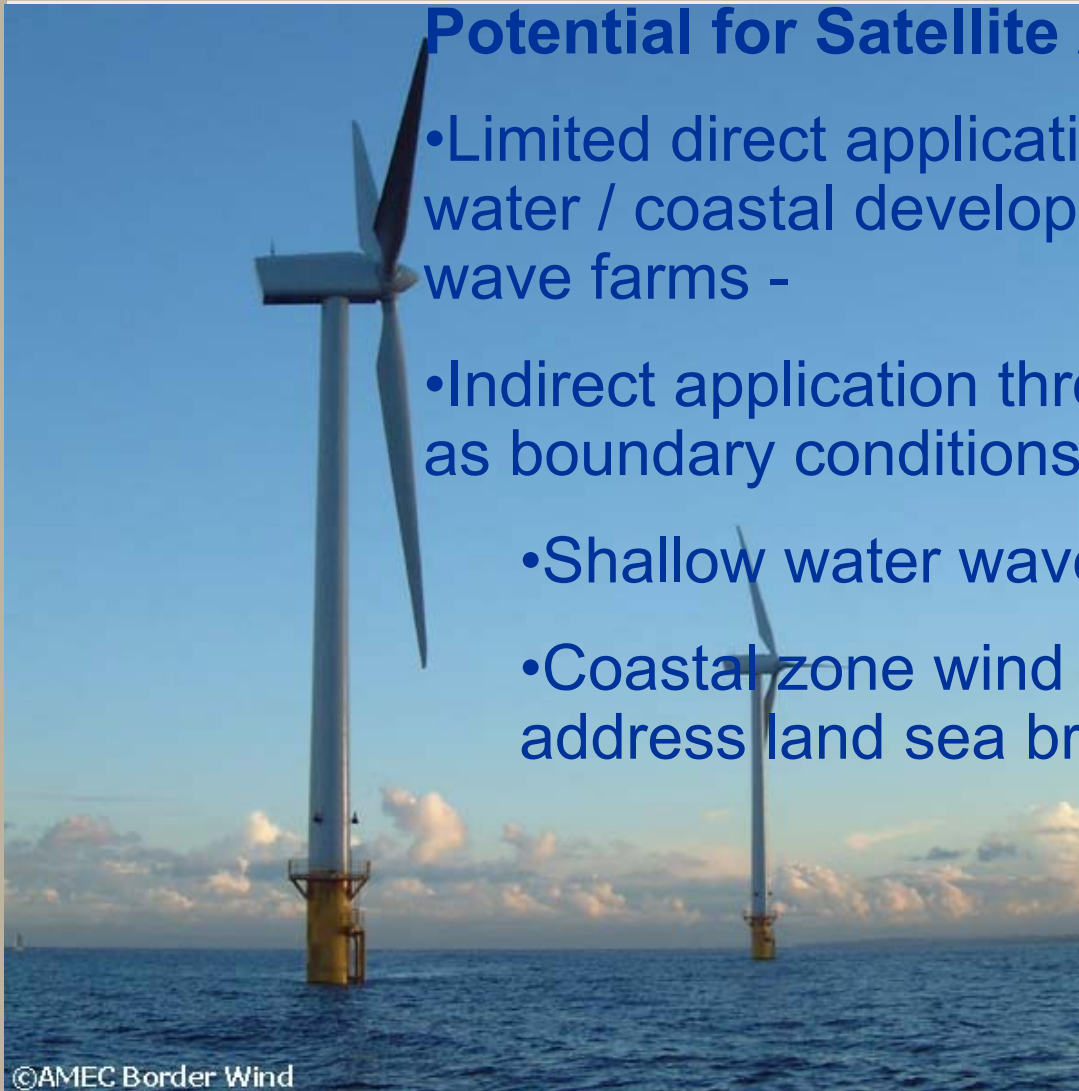 Potential for Satellite
•Limited direct applicati
water / coastal develop
wave farms -
•Indirect application thr
as boundary conditions
•Shallow water wav
•Coastal zone wind
address land sea br
©AMEC Border Wind